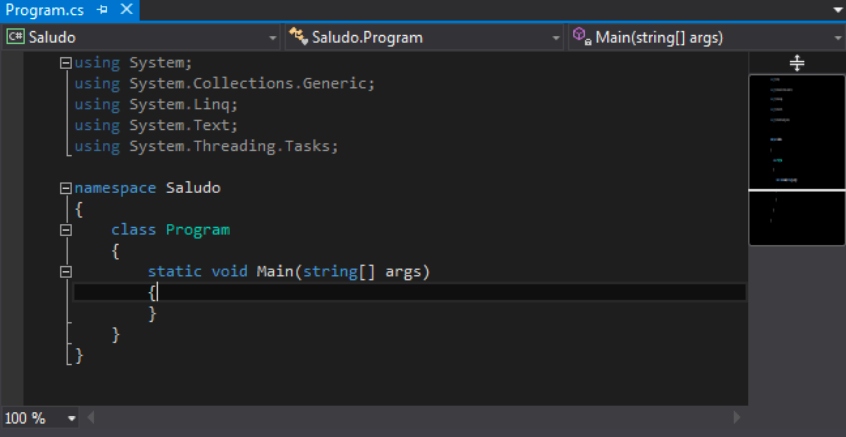 Program.cs
C# Saludo
Saludo.Program
Main(string[] args)
using System;
using System.Collections.Generic;
using System.Linq;
using System.Text;
using System.Threading.Tasks;
namespace Saludo
{
class Program
{
static void Main(string[] args)
{
}
}
}
100 %